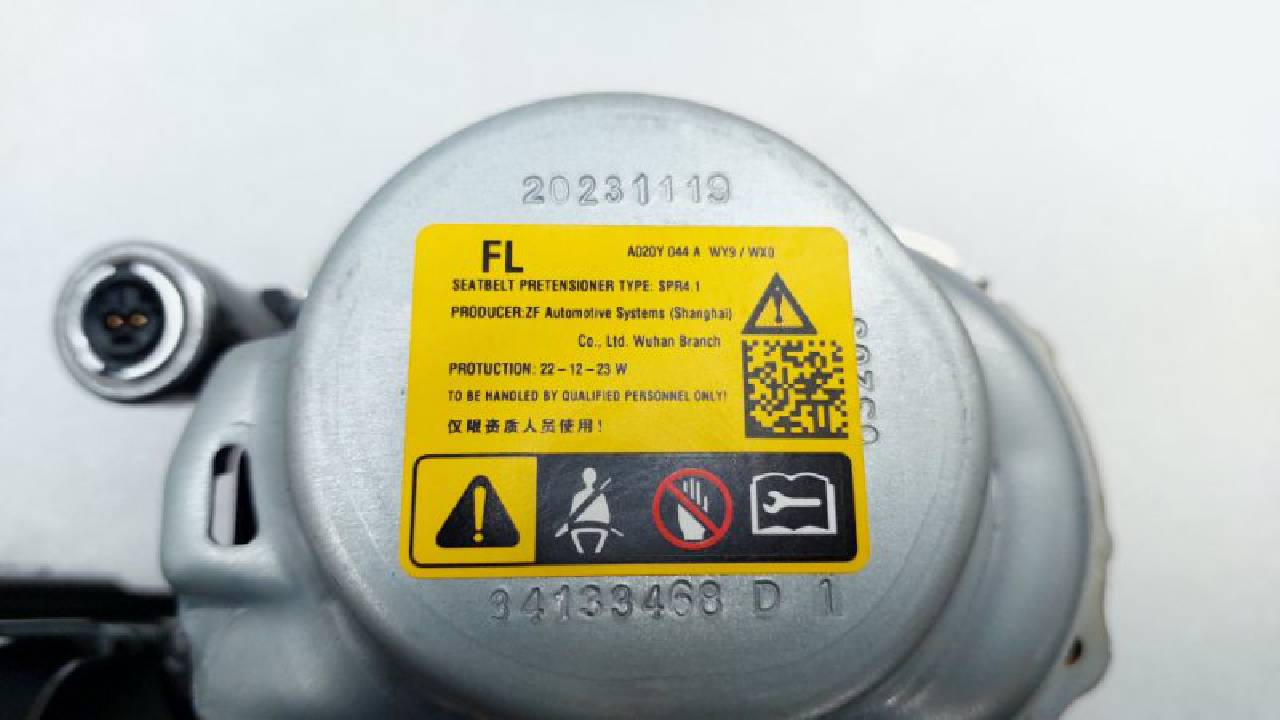 20231119
FL
A020Y 044 A WY9 / WX0
SEATBELT PRETENSIONER TYPE: SPR4.1
PRODUCER:ZF Automotive Systems (Shanghai)
Co., Ltd. Wuhan Branch
PROTUCTION: 22-12-23 W
TO BE HANDLED BY QUALIFIED PERSONNEL ONLY!
仅限资质人员使用!
34133468 D 1